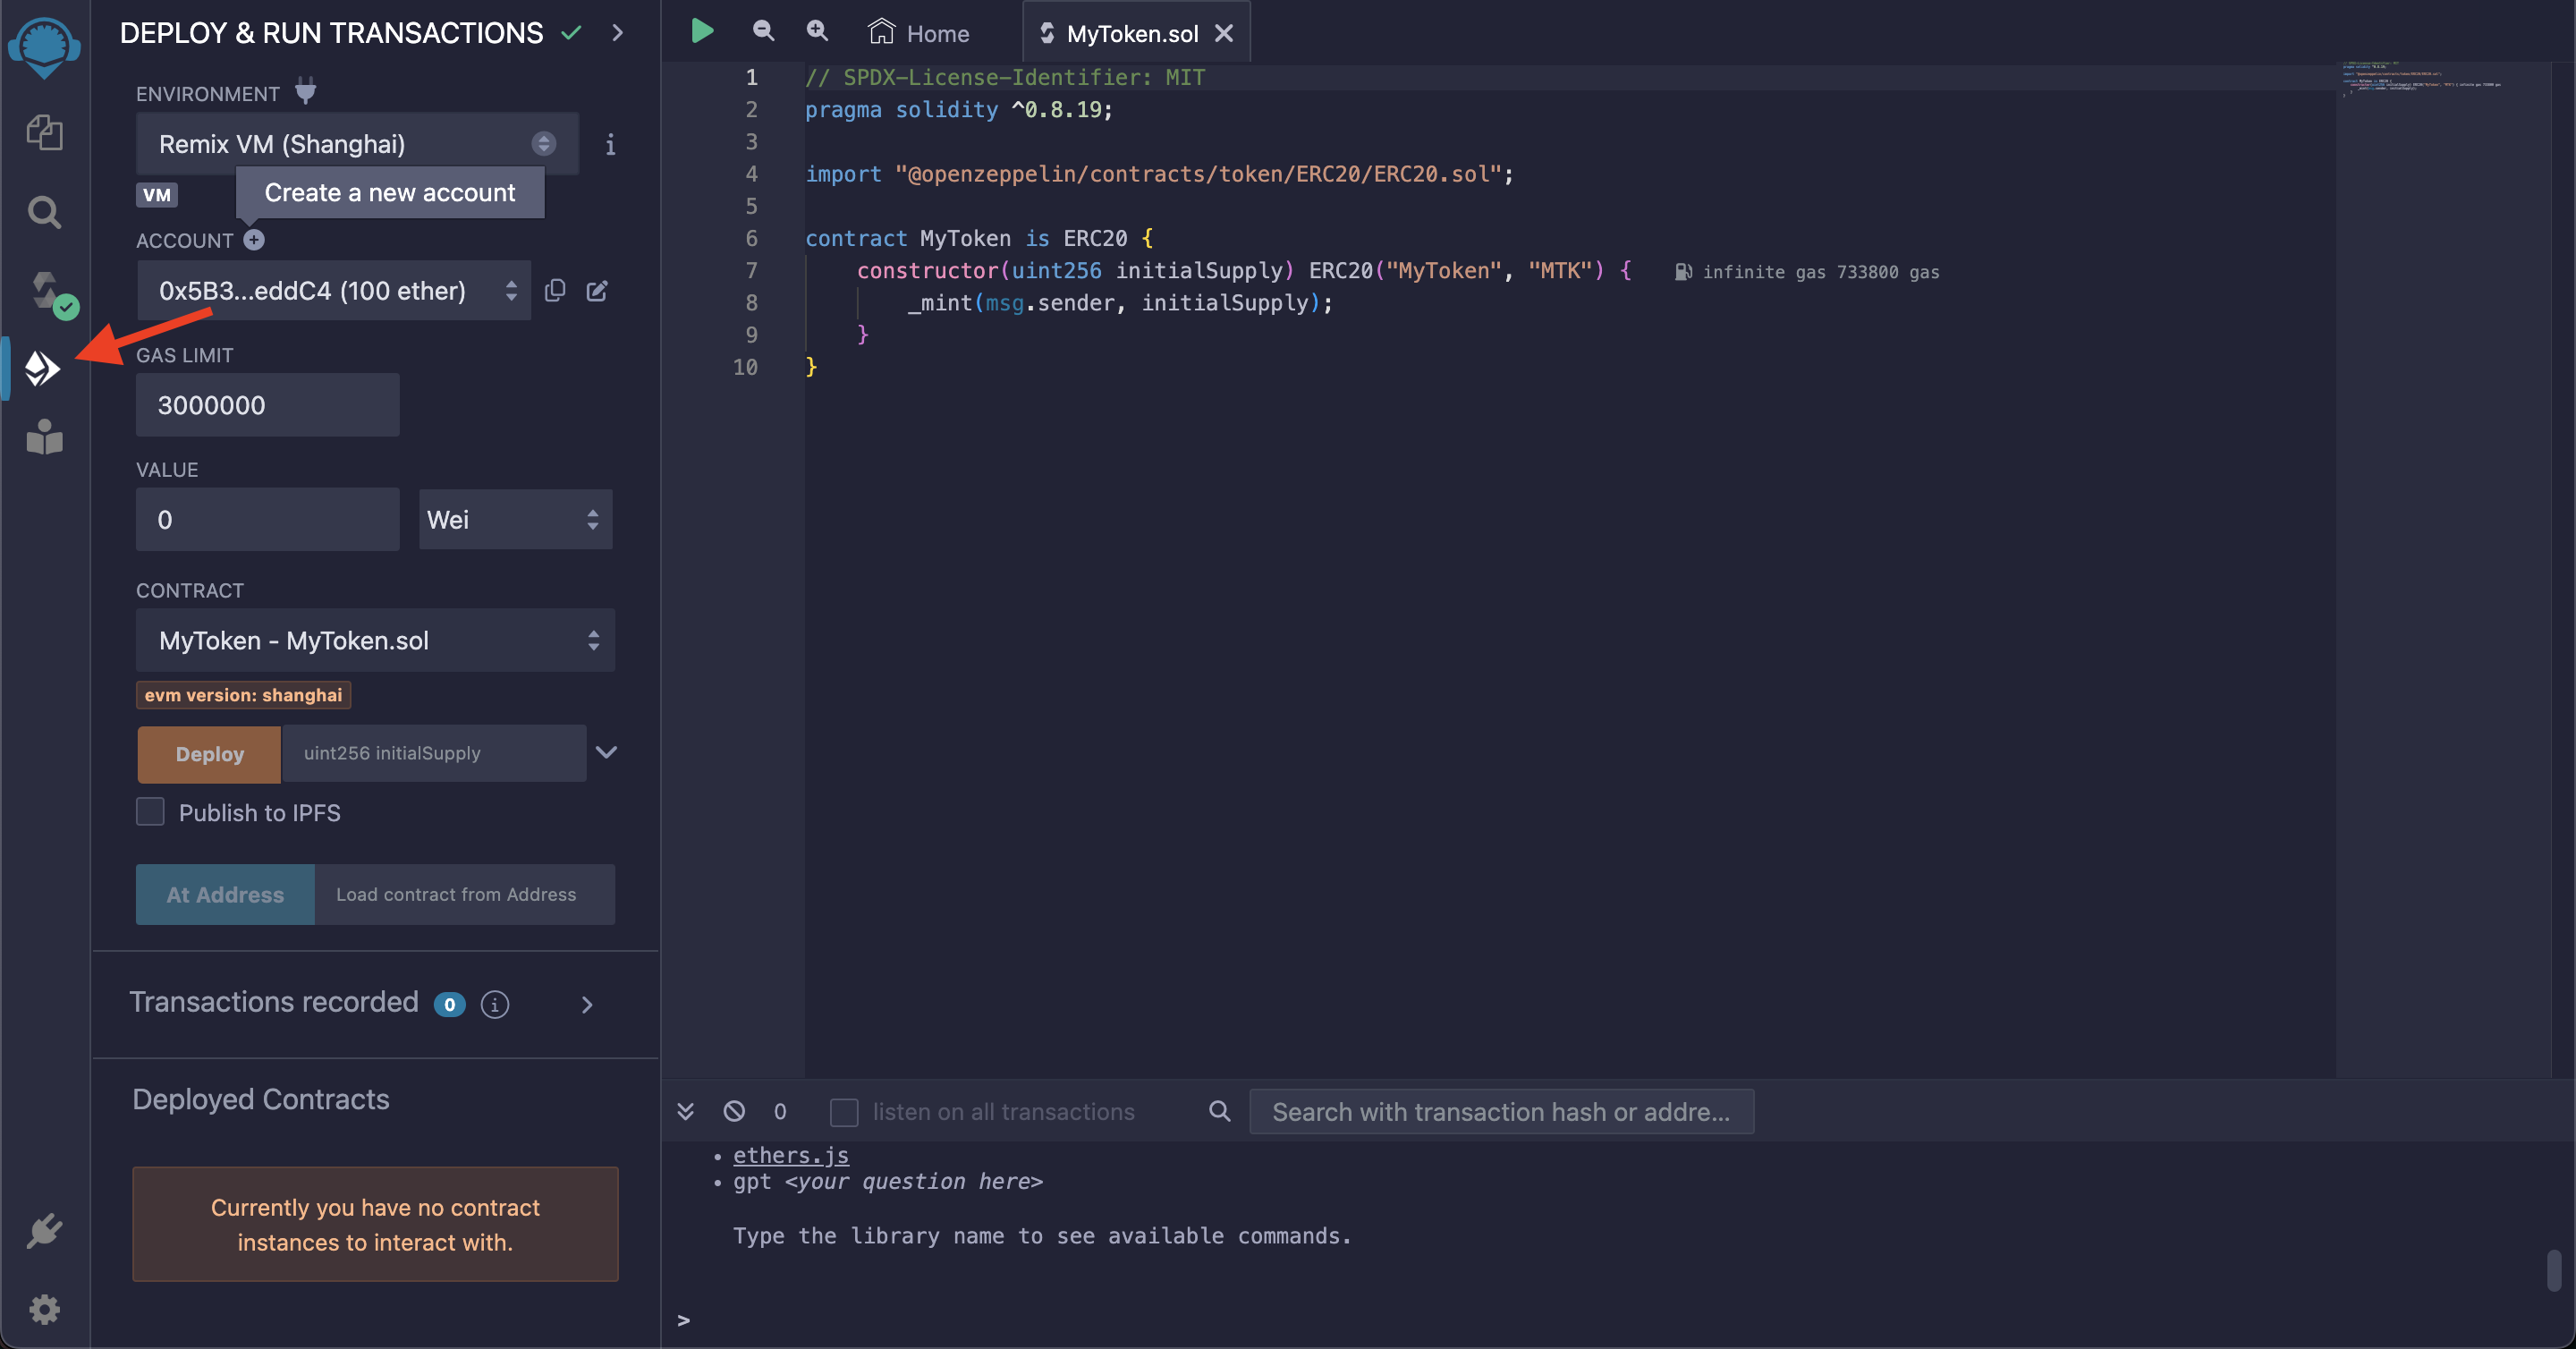 DEPLOY & RUN TRANSACTIONS
ENVIRONMENT
Remix VM (Shanghai)
i
VM
Create a new account
ACCOUNT
0x5B3...eddC4 (100 ether)
GAS LIMIT
3000000
VALUE
0
Wei
CONTRACT
MyToken - MyToken.sol
evm version: shanghai
Deploy
uint256 initialSupply
Publish to IPFS
At Address
Load contract from Address
Transactions recorded 0 i
Deployed Contracts
Currently you have no contract
instances to interact with.
Home
MyToken.sol
1 // SPDX-License-Identifier: MIT
2 pragma solidity ^0.8.19;
3
4 import "@openzeppelin/contracts/token/ERC20/ERC20.sol";
5
6 contract MyToken is ERC20 {
7 constructor(uint256 initialSupply) ERC20("MyToken", "MTK") { infinite gas 733800 gas
8 _mint(msg.sender, initialSupply);
9 }
10 }
0
listen on all transactions
Search with transaction hash or addre...
• ethers.js
• gpt <your question here>
Type the library name to see available commands.
>